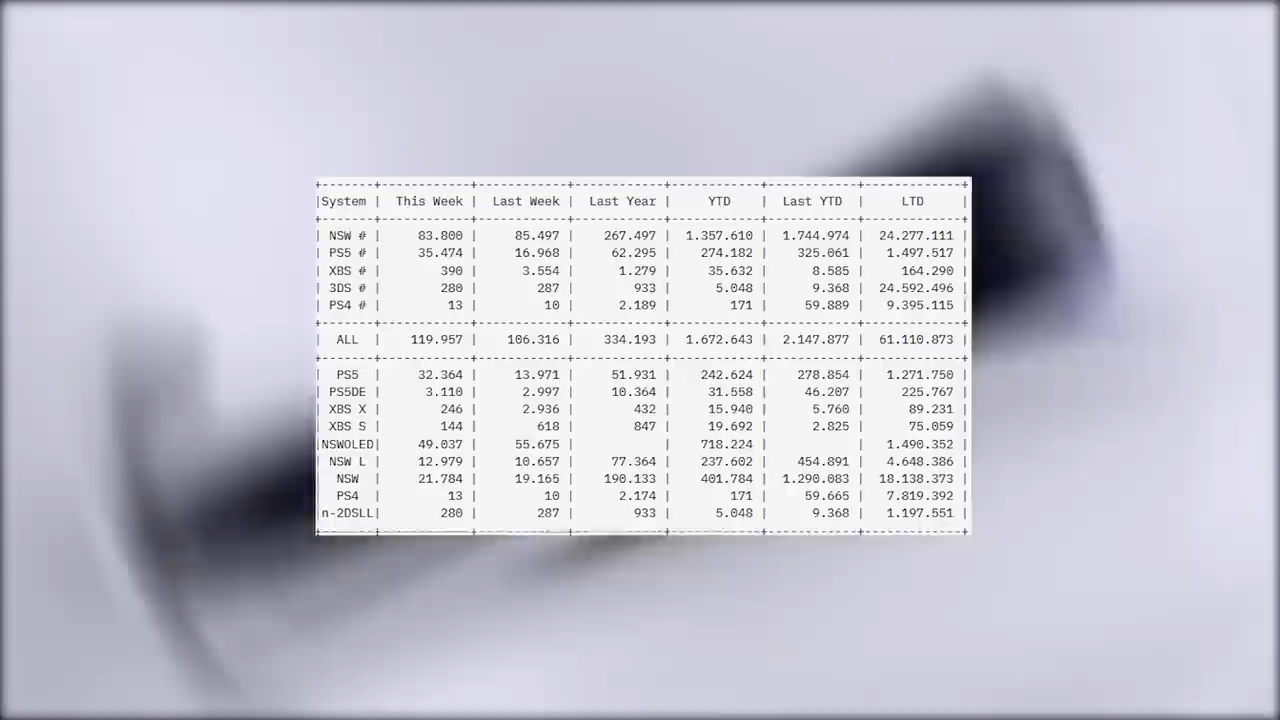 |System | This Week | Last Week | Last Year | YTD | Last YTD | LTD |
| NSW # | 83.800 | 85.497 | 267.497 | 1.357.610 | 1.744.974 | 24.277.111 |
| PS5 # | 35.474 | 16.968 | 62.295 | 274.182 | 325.061 | 1.497.517 |
| XBS # | 390 | 3.554 | 1.279 | 35.632 | 8.585 | 164.290 |
| 3DS # | 280 | 287 | 933 | 5.048 | 9.368 | 24.592.496 |
| PS4 # | 13 | 10 | 2.189 | 171 | 59.889 | 9.395.115 |
| ALL | 119.957 | 106.316 | 334.193 | 1.672.643 | 2.147.877 | 61.110.873 |
| PS5 | 32.364 | 13.971 | 51.931 | 242.624 | 278.854 | 1.271.750 |
| PS5DE | 3.110 | 2.997 | 10.364 | 31.558 | 46.207 | 225.767 |
| XBS X | 246 | 2.936 | 432 | 15.940 | 5.760 | 89.231 |
| XBS S | 144 | 618 | 847 | 19.692 | 2.825 | 75.059 |
|NSWOLED| 49.037 | 55.675 | | 718.224 | | 1.490.352 |
| NSW L | 12.979 | 10.657 | 77.364 | 237.602 | 454.891 | 4.648.386 |
| NSW | 21.784 | 19.165 | 190.133 | 401.784 | 1.290.083 | 18.138.373 |
| PS4 | 13 | 10 | 2.174 | 171 | 59.665 | 7.819.392 |
|n-2DSLL| 280 | 287 | 933 | 5.048 | 9.368 | 1.197.551 |